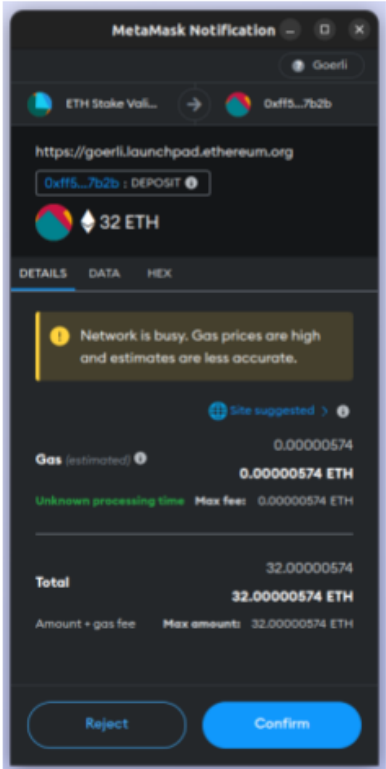 MetaMask Notification
Goerli
ETH Stake Vali... 0xff5...7b2b
https://goerli.launchpad.ethereum.org
0xff5...7b2b : DEPOSIT
32 ETH
DETAILS DATA HEX
Network is busy. Gas prices are high
and estimates are less accurate.
Site suggested >
0.00000574
Gas (estimated) 0.00000574 ETH
Unknown processing time Max fee: 0.00000574 ETH
32.00000574
Total 32.00000574 ETH
Amount + gas fee Max amount: 32.00000574 ETH
Reject Confirm